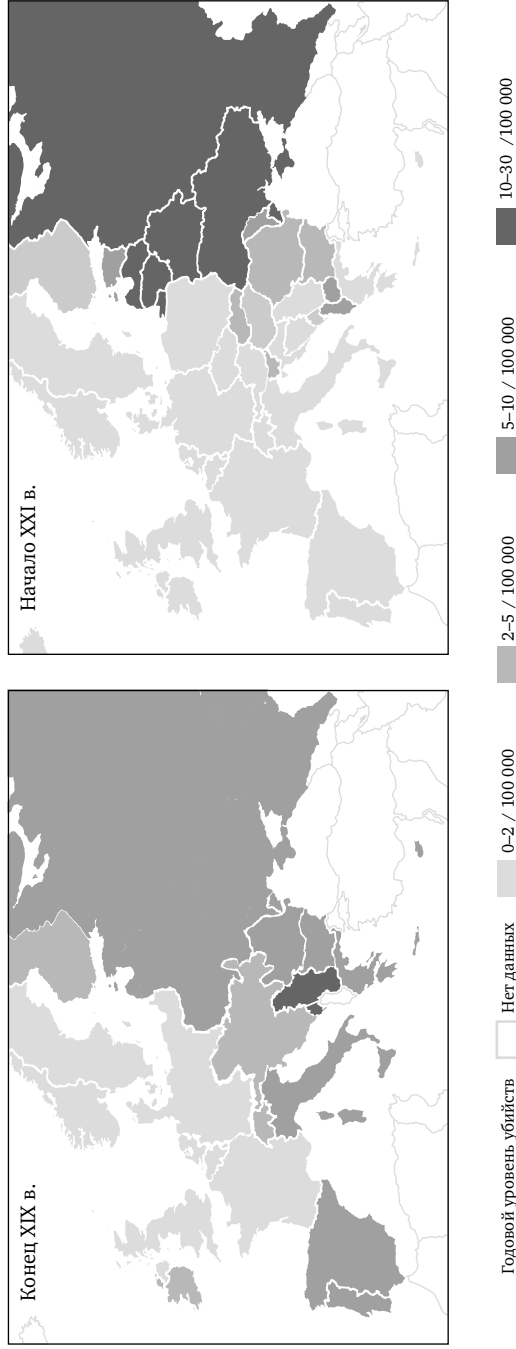 Конец XIX в.
Начало XXI в.
Годовой уровень убийств
Нет данных
0–2 / 100 000
2–5 / 100 000
5–10 / 100 000
10–30 /100 000